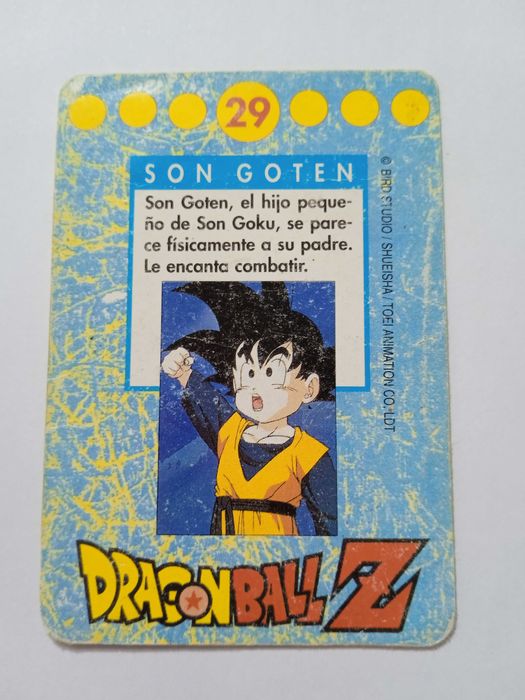 29
SON GOTEN
Son Goten, el hijo peque-
ño de Son Goku, se pare-
ce físicamente a su padre.
Le encanta combatir.
© BIRD STUDIO / SHUEISHA / TOEI ANIMATION CO, LDT
DRAGON BALL Z